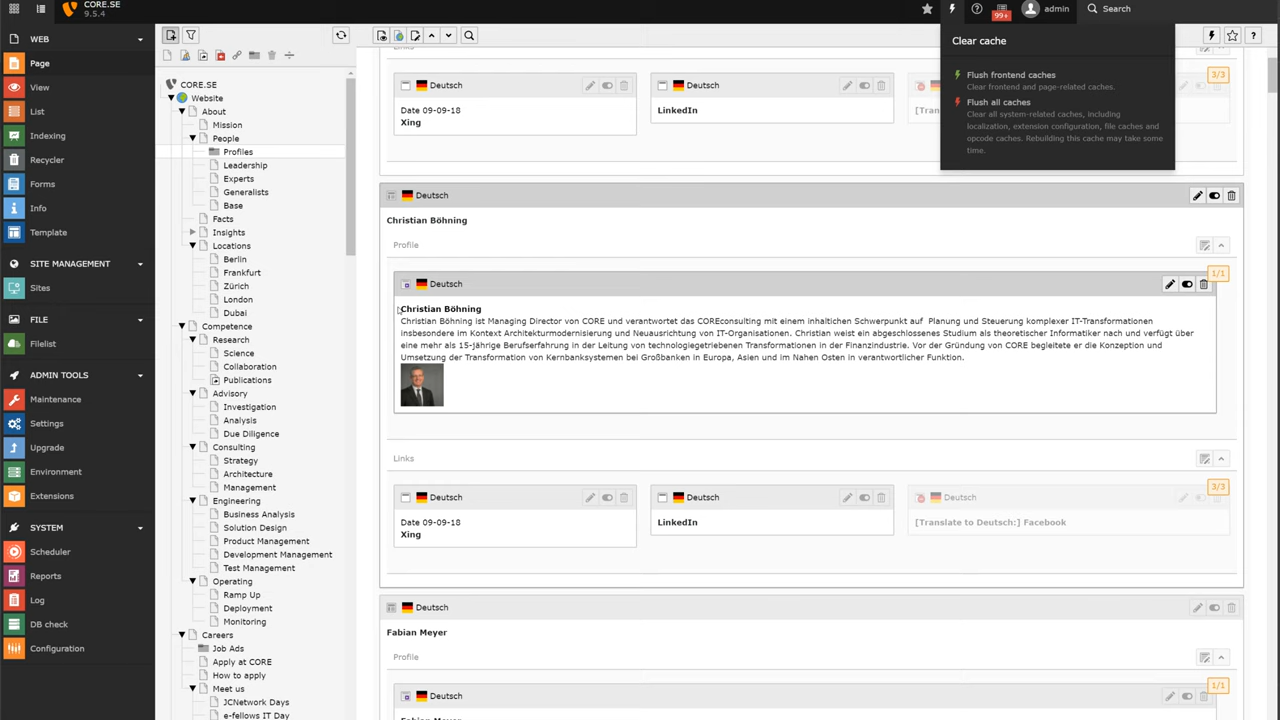 CORE.SE
9.5.4
99+
admin
Search
WEB
Page
View
List
Indexing
Recycler
Forms
Info
Template
SITE MANAGEMENT
Sites
FILE
Filelist
ADMIN TOOLS
Maintenance
Settings
Upgrade
Environment
Extensions
SYSTEM
Scheduler
Reports
Log
DB check
Configuration
CORE.SE
Website
About
Mission
People
Profiles
Leadership
Experts
Generalists
Base
Facts
Insights
Locations
Berlin
Frankfurt
Zürich
London
Dubai
Competence
Research
Science
Collaboration
Publications
Advisory
Investigation
Analysis
Due Diligence
Consulting
Strategy
Architecture
Management
Engineering
Business Analysis
Solution Design
Product Management
Development Management
Test Management
Operating
Ramp Up
Deployment
Monitoring
Careers
Job Ads
Apply at CORE
How to apply
Meet us
JCNetwork Days
e-fellows IT Day
?
Clear cache
Flush frontend caches
Clear frontend and page-related caches.
Flush all caches
Clear all system-related caches, including
localization, extension configuration, file caches and
opcode caches. Rebuilding this cache may take some
time.
Links
3/3
Deutsch
Date 09-09-18
Xing
Deutsch
LinkedIn
[Trans
Deutsch
Christian Böhning
Profile
1/1
Deutsch
Christian Böhning
Christian Böhning ist Managing Director von CORE und verantwortet das COREconsulting mit einem inhaltichen Schwerpunkt auf Planung und Steuerung komplexer IT-Transformationen
insbesondere im Kontext Architekturmodernisierung und Neuausrichtung von IT-Organisationen. Christian weist ein abgeschlossenes Studium als theoretischer Informatiker nach und verfügt über
eine mehr als 15-jährige Berufserfahrung in der Leitung von technologiegetriebenen Transformationen in der Finanzindustrie. Vor der Gründung von CORE begleitete er die Konzeption und
Umsetzung der Transformation von Kernbanksystemen bei Großbanken in Europa, Asien und im Nahen Osten in verantwortlicher Funktion.
Links
3/3
Deutsch
Date 09-09-18
Xing
Deutsch
LinkedIn
Deutsch
[Translate to Deutsch:] Facebook
Deutsch
Fabian Meyer
Profile
1/1
Deutsch
Fabian Meyer